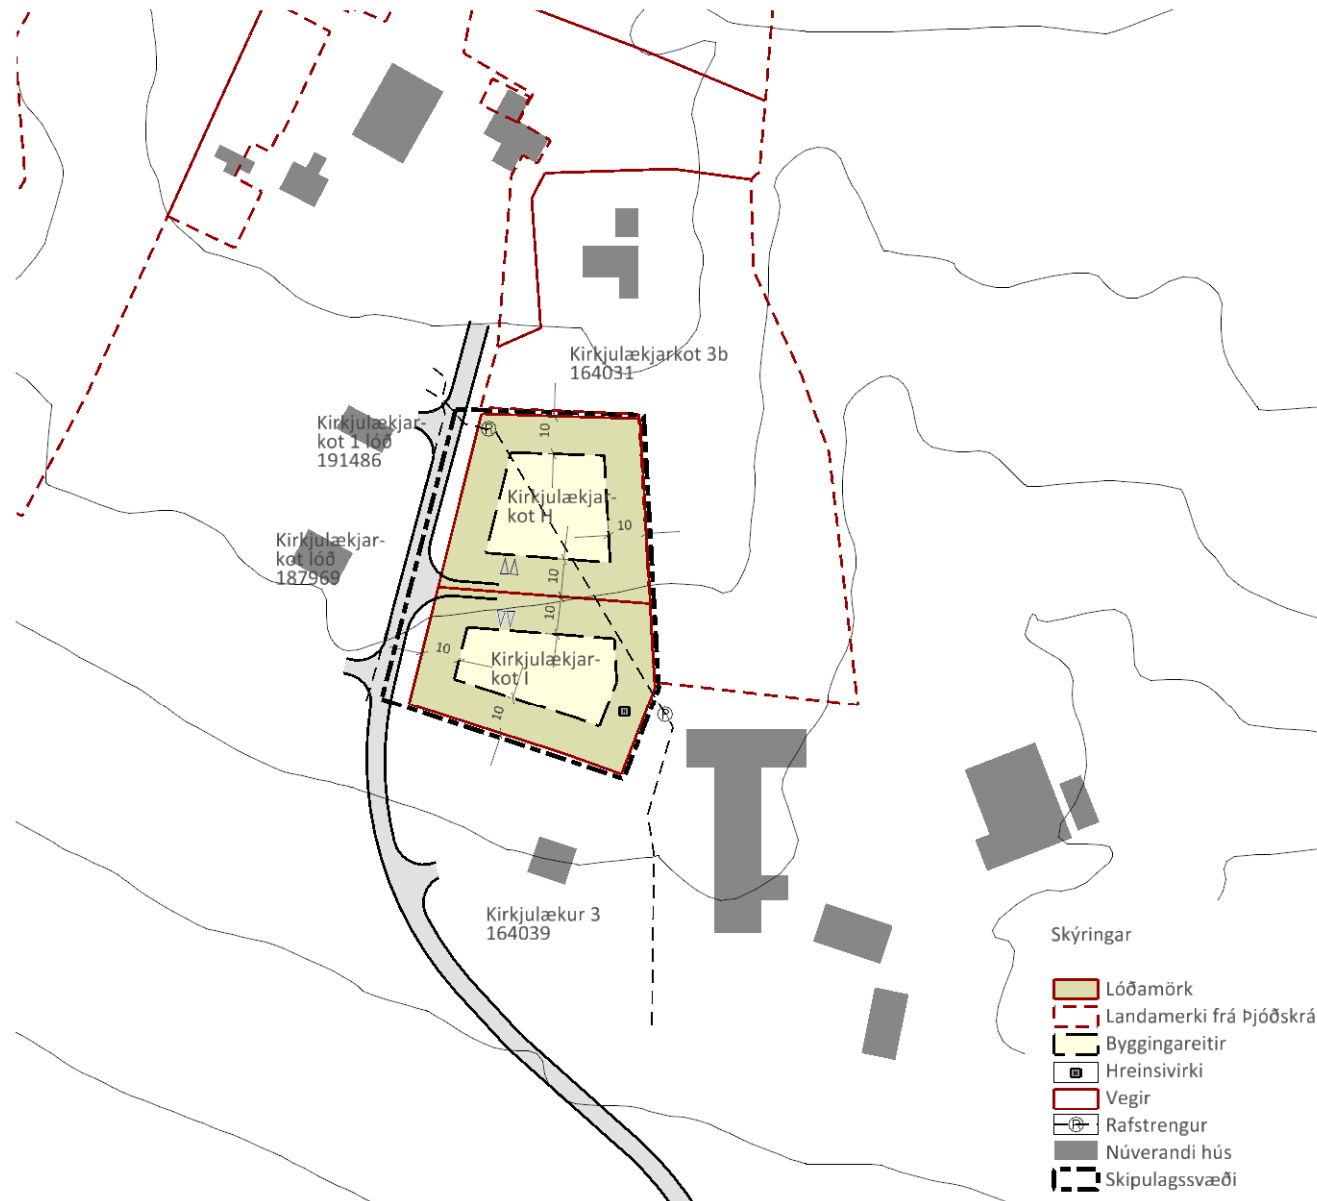 Kirkjulækjarkot 3b
164031
Kirkjulækjar-
kot 1 lóð
191486
Kirkjulækjar-
kot lóð
187969
R
10
Kirkjulækjar-
kot H
10
10
10
10
Kirkjulækjar-
kot I
10
R
Kirkjulækur 3
164039
Skýringar
Lóðamörk
Landamerki frá Þjóðskrá
Byggingareitir
Hreinsivirki
Vegir
R
Rafstrengur
Núverandi hús
Skipulagssvæði